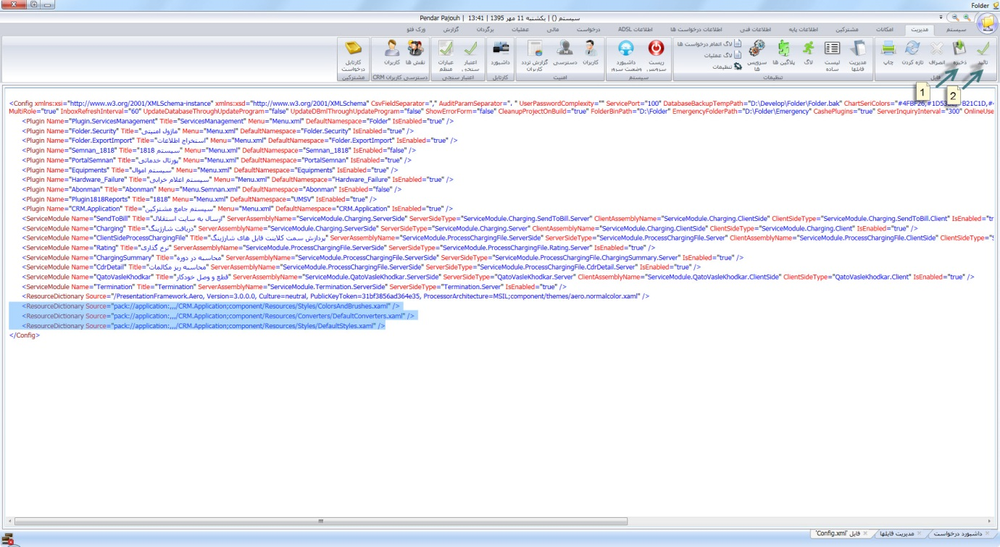 Folder
سیستم () | یکشنبه 11 مهر 1395 | 13:41 | Pendar Pajouh
سیستم مدیریت امکانات مشترکین اطلاعات پایه اطلاعات فنی اطلاعات درخواست ها اطلاعات ADSL درخواست مالی عملیات برگردان گزارش ورک فلو
تائید ذخیره انصراف تازه کردن چاپ
فایل
مدیریت فایلها لیست ساده لاگ پلاگین ها سرویس ها
لاگ انجام درخواست ها
لاگ عملیات
تنظیمات
تنظیمات
ریست سرویس داشبورد وضعیت سرور
سیستم
کاربران دسترسی گزارش تردد کاربران
امنیت
داشبورد
کارتابل
اعتبار سنجی عبارات منظم
اعتبار سنجی
نقش ها کاربران
دسترسی کاربران CRM
کارتابل درخواست
مشترکین
1
2
<Config xmlns:xsi="http://www.w3.org/2001/XMLSchema-instance" xmlns:xsd="http://www.w3.org/2001/XMLSchema" CsvFieldSeparator="," AuditParamSeparator="، " UserPasswordComplexity="" ServicePort="100" DatabaseBackupTempPath="D:\Develop\Folder\Folder.bak" ChartSeriColors="#4FBF26,#1D53
MultiRole="true" InboxRefreshInterval="60" UpdateDatabaseThroughUpdateProgram="false" UpdateDBmlThroughUpdateProgram="false" ShowErrorForm="false" CleanupProjectOnBuild="true" FolderBinPath="D:\Folder" EmergencyFolderPath="D:\Folder\Emergency" CashePlugins="true" ServerInquiryInterval="300" OnlineUse
<Plugin Name="Plugin.ServicesManagement" Title="ServicesManagement" Menu="Menu.xml" DefaultNamespace="Folder" IsEnabled="true" />
<Plugin Name="Folder.Security" Title="ماژول امنیتی" Menu="Menu.xml" DefaultNamespace="Folder.Security" IsEnabled="true" />
<Plugin Name="Folder.ExportImport" Title="استخراج اطلاعات" Menu="Menu.xml" DefaultNamespace="Folder.ExportImport" IsEnabled="true" />
<Plugin Name="Semnan_1818" Title="سیستم 1818" Menu="Menu.xml" DefaultNamespace="Semnan_1818" IsEnabled="false" />
<Plugin Name="PortalSemnan" Title="پورتال خدماتی" Menu="Menu.xml" DefaultNamespace="PortalSemnan" IsEnabled="true" />
<Plugin Name="Equipments" Title="سیستم اموال" Menu="Menu.xml" DefaultNamespace="Equipments" IsEnabled="true" />
<Plugin Name="Hardware_Failure" Title="سیستم اعلام خرابی" Menu="Menu.xml" DefaultNamespace="Hardware_Failure" IsEnabled="true" />
<Plugin Name="Abonman" Title="Abonman" Menu="Menu.Semnan.xml" DefaultNamespace="Abonman" IsEnabled="false" />
<Plugin Name="Plugin1818Reports" Title="1818" Menu="Menu.xml" DefaultNamespace="UMSV" IsEnabled="true" />
<Plugin Name="CRM.Application" Title="سیستم جامع مشترکین" Menu="Menu.xml" DefaultNamespace="CRM.Application" IsEnabled="true" />
<ServiceModule Name="SendToBill" Title="ارسال به سایت استقلال" ServerAssemblyName="ServiceModule.Charging.ServerSide" ServerSideType="ServiceModule.Charging.SendToBill.Server" ClientAssemblyName="ServiceModule.Charging.ClientSide" ClientSideType="ServiceModule.Charging.SendToBill.Client" IsEnabled="tr
<ServiceModule Name="Charging" Title="دریافت شارژینگ" ServerAssemblyName="ServiceModule.Charging.ServerSide" ServerSideType="ServiceModule.Charging.Server" ClientAssemblyName="ServiceModule.Charging.ClientSide" ClientSideType="ServiceModule.Charging.Client" IsEnabled="true" />
<ServiceModule Name="ClientSideProcessChargingFile" Title="پردازش سمت کلاینت فایل های شارژینگ" ServerAssemblyName="ServiceModule.ProcessChargingFile.ServerSide" ServerSideType="ServiceModule.ProcessChargingFile.Server" ClientAssemblyName="ServiceModule.ProcessChargingFile.ClientSide" ClientSideType="S
<ServiceModule Name="Rating" Title="نرخ گذاری" ServerAssemblyName="ServiceModule.ProcessChargingFile.ServerSide" ServerSideType="ServiceModule.ProcessChargingFile.Rating.Server" IsEnabled="true" />
<ServiceModule Name="ChargingSummary" Title="محاسبه در دوره" ServerAssemblyName="ServiceModule.ProcessChargingFile.ServerSide" ServerSideType="ServiceModule.ProcessChargingFile.ChargingSummary.Server" IsEnabled="true" />
<ServiceModule Name="CdrDetail" Title="محاسبه ریز مکالمات" ServerAssemblyName="ServiceModule.ProcessChargingFile.ServerSide" ServerSideType="ServiceModule.ProcessChargingFile.CdrDetail.Server" IsEnabled="true" />
<ServiceModule Name="QatoVasleKhodkar" Title="قطع و وصل خودکار" ServerAssemblyName="ServiceModule.QatoVasleKhodkar.ServerSide" ServerSideType="QatoVasleKhodkar.Server" ClientAssemblyName="ServiceModule.QatoVasleKhodkar.ClientSide" ClientSideType="QatoVasleKhodkar.Client" IsEnabled="true" />
<ServiceModule Name="Termination" Title="Termination" ServerAssemblyName="ServiceModule.Termination.ServerSide" ServerSideType="Termination.Server" IsEnabled="true" />
<ResourceDictionary Source="/PresentationFramework.Aero, Version=3.0.0.0, Culture=neutral, PublicKeyToken=31bf3856ad364e35, ProcessorArchitecture=MSIL;component/themes/aero.normalcolor.xaml" />
<ResourceDictionary Source="pack://application:,,,/CRM.Application;component/Resources/Styles/ColorsAndBrushes.xaml" />
<ResourceDictionary Source="pack://application:,,,/CRM.Application;component/Resources/Converters/DefaultConverters.xaml" />
<ResourceDictionary Source="pack://application:,,,/CRM.Application;component/Resources/Styles/DefaultStyles.xaml" />
</Config>
داشبورد درخواست مدیریت فایلها فایل 'Config.xml'